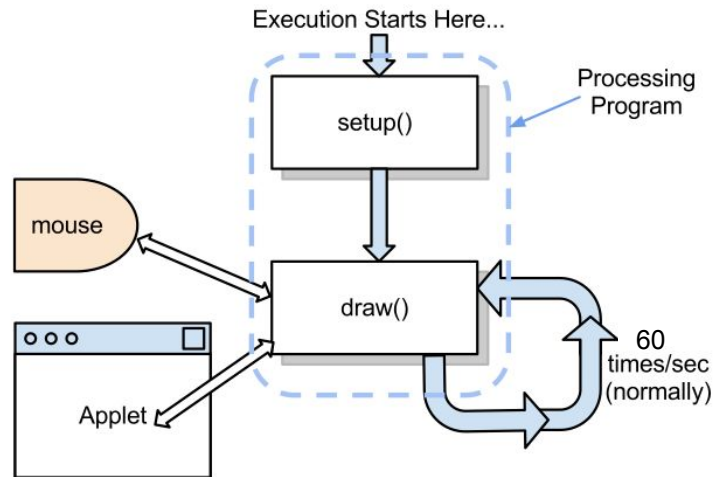 Execution Starts Here...
Processing
Program
setup()
mouse
draw()
60
times/sec
(normally)
Applet